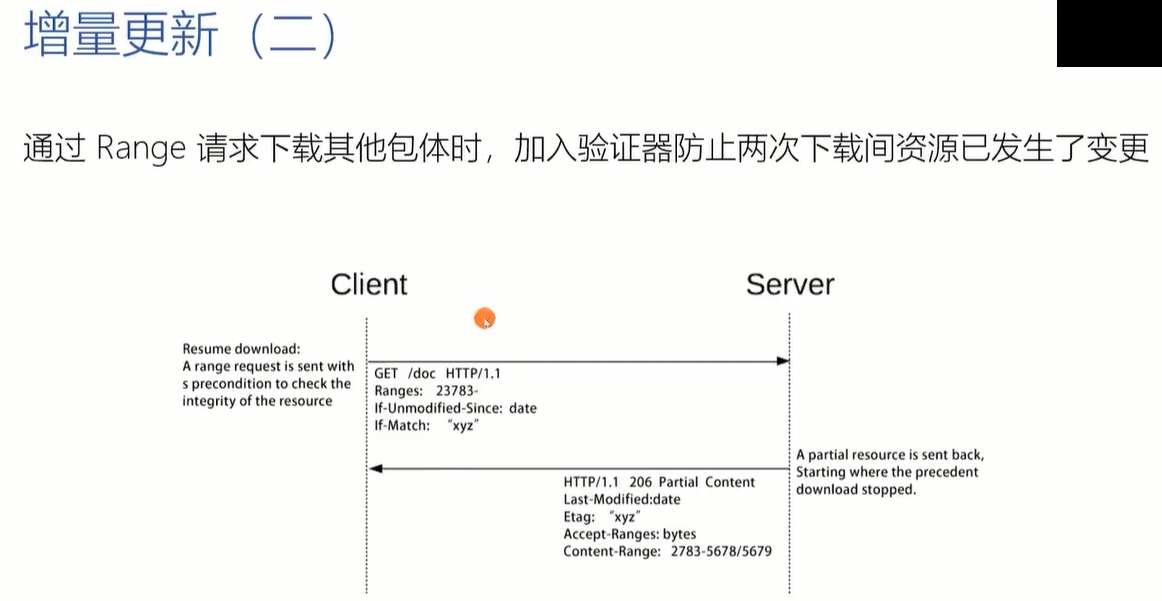 增量更新（二）
通过 Range 请求下载其他包体时，加入验证器防止两次下载间资源已发生了变更
Client
Server
Resume download:
A range request is sent with
s precondition to check the
integrity of the resource
GET /doc HTTP/1.1
Ranges: 23783-
If-Unmodified-Since: date
If-Match: “xyz”
A partial resource is sent back,
Starting where the precedent
download stopped.
HTTP/1.1 206 Partial Content
Last-Modified:date
Etag: “xyz”
Accept-Ranges: bytes
Content-Range: 2783-5678/5679